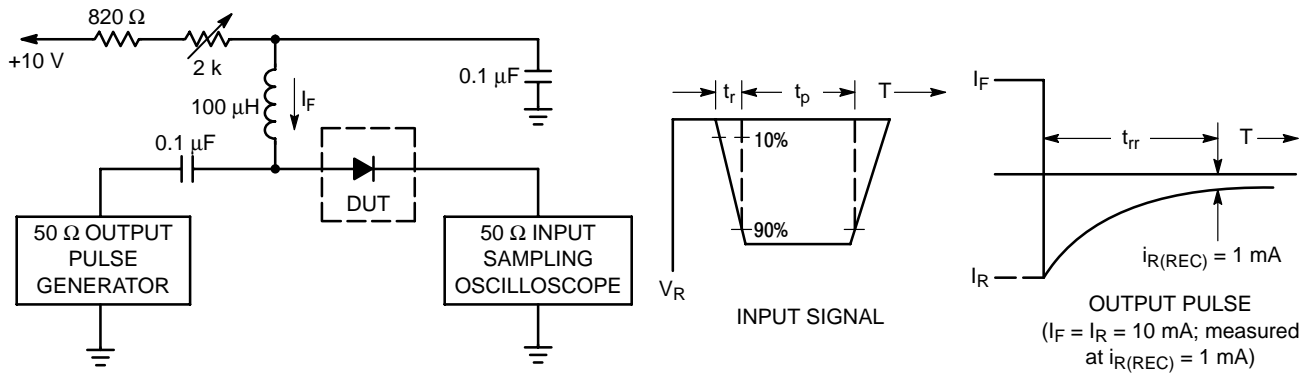 820 Ω
+10 V
2 k
100 μH
I_F
0.1 μF
0.1 μF
DUT
50 Ω OUTPUT
PULSE
GENERATOR
50 Ω INPUT
SAMPLING
OSCILLOSCOPE
t_r
t_p
T
10%
90%
V_R
INPUT SIGNAL
I_F
t_rr
T
I_R
i_R(REC) = 1 mA
OUTPUT PULSE
(I_F = I_R = 10 mA; measured
at i_R(REC) = 1 mA)